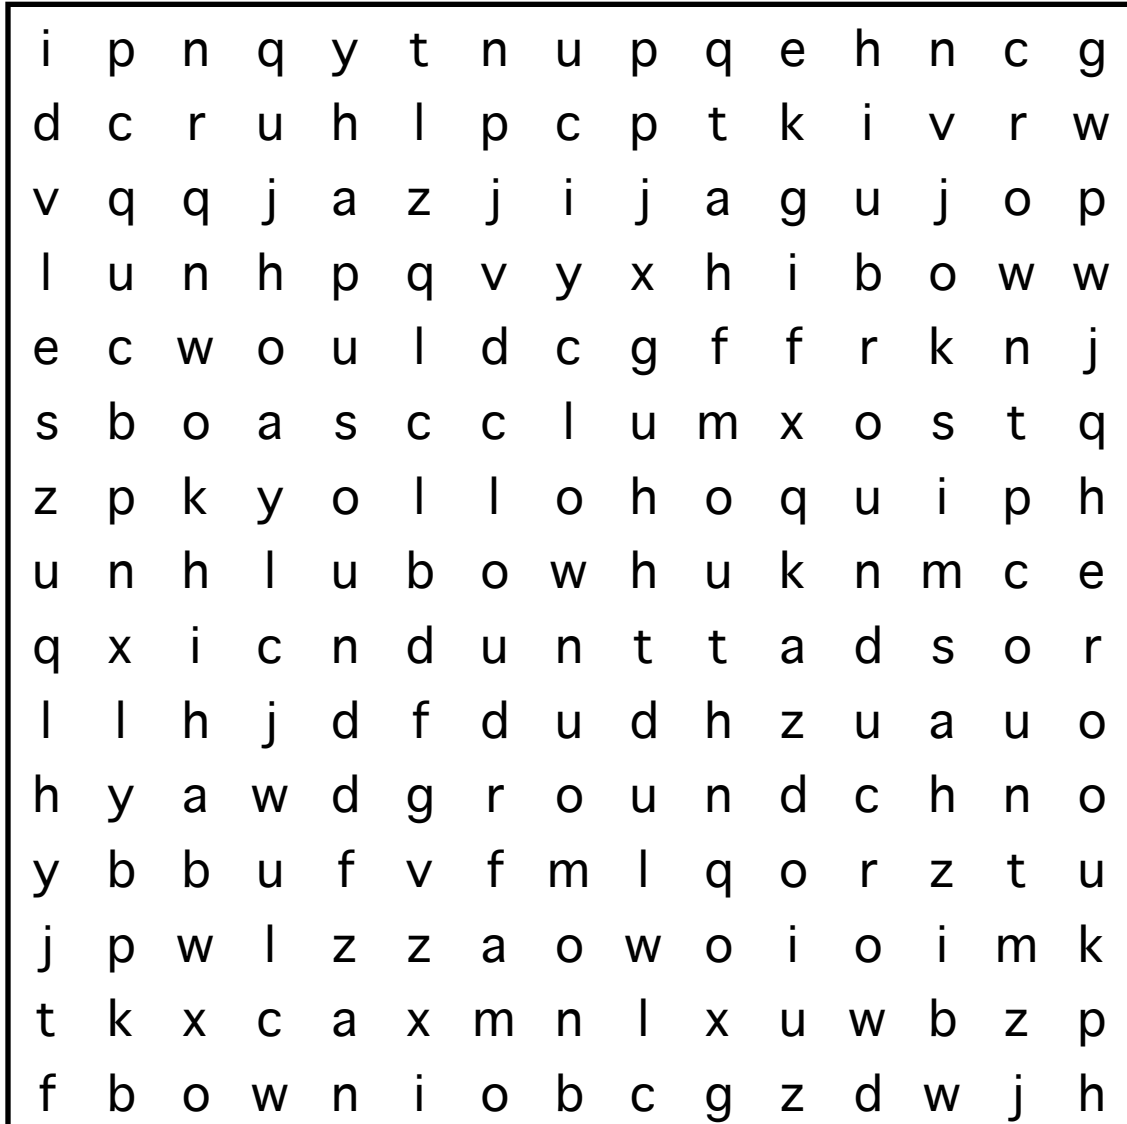 i p n q y t n u p q e h n c g
d c r u h l p c p t k i v r w
v q q j a z j i j a g u j o p
l u n h p q v y x h i b o w w
e c w o u l d c g f f r k n j
s b o a s c c l u m x o s t q
z p k y o l l o h o q u i p h
u n h l u b o w h u k n m c e
q x i c n d u n t t a d s o r
l l h j d f d u d h z u a u o
h y a w d g r o u n d c h n o
y b b u f v f m l q o r z t u
j p w l z z a o w o i o i m k
t k x c a x m n l x u w b z p
f b o w n i o b c g z d w j h